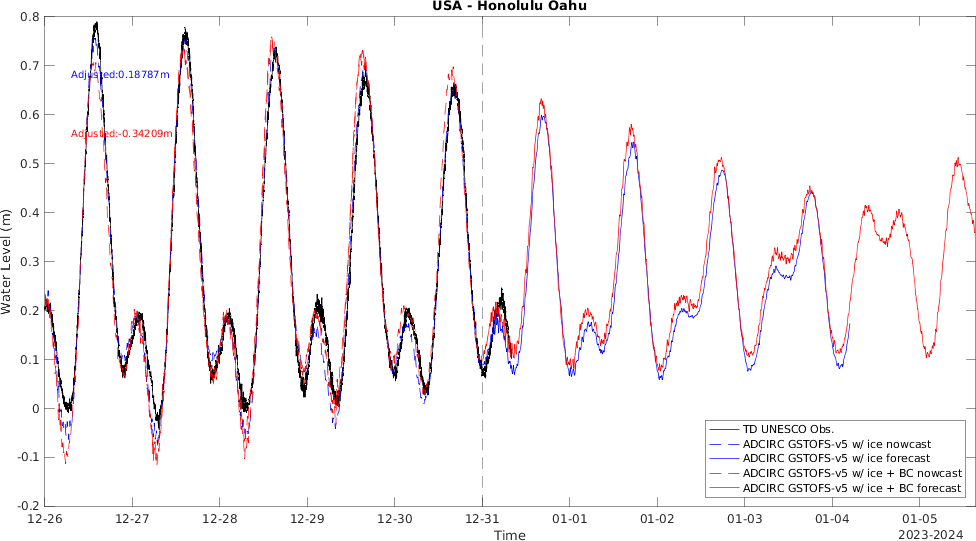 USA - Honolulu Oahu
0.8
0.7
0.6
0.5
0.4
0.3
0.2
0.1
0
-0.1
-0.2
Water Level (m)
Adjusted:0.18787m
Adjusted:-0.34209m
TD UNESCO Obs.
ADCIRC GSTOFS-v5 w/ ice nowcast
ADCIRC GSTOFS-v5 w/ ice forecast
ADCIRC GSTOFS-v5 w/ ice + BC nowcast
ADCIRC GSTOFS-v5 w/ ice + BC forecast
12-26 12-27 12-28 12-29 12-30 12-31 01-01 01-02 01-03 01-04 01-05
Time
2023-2024